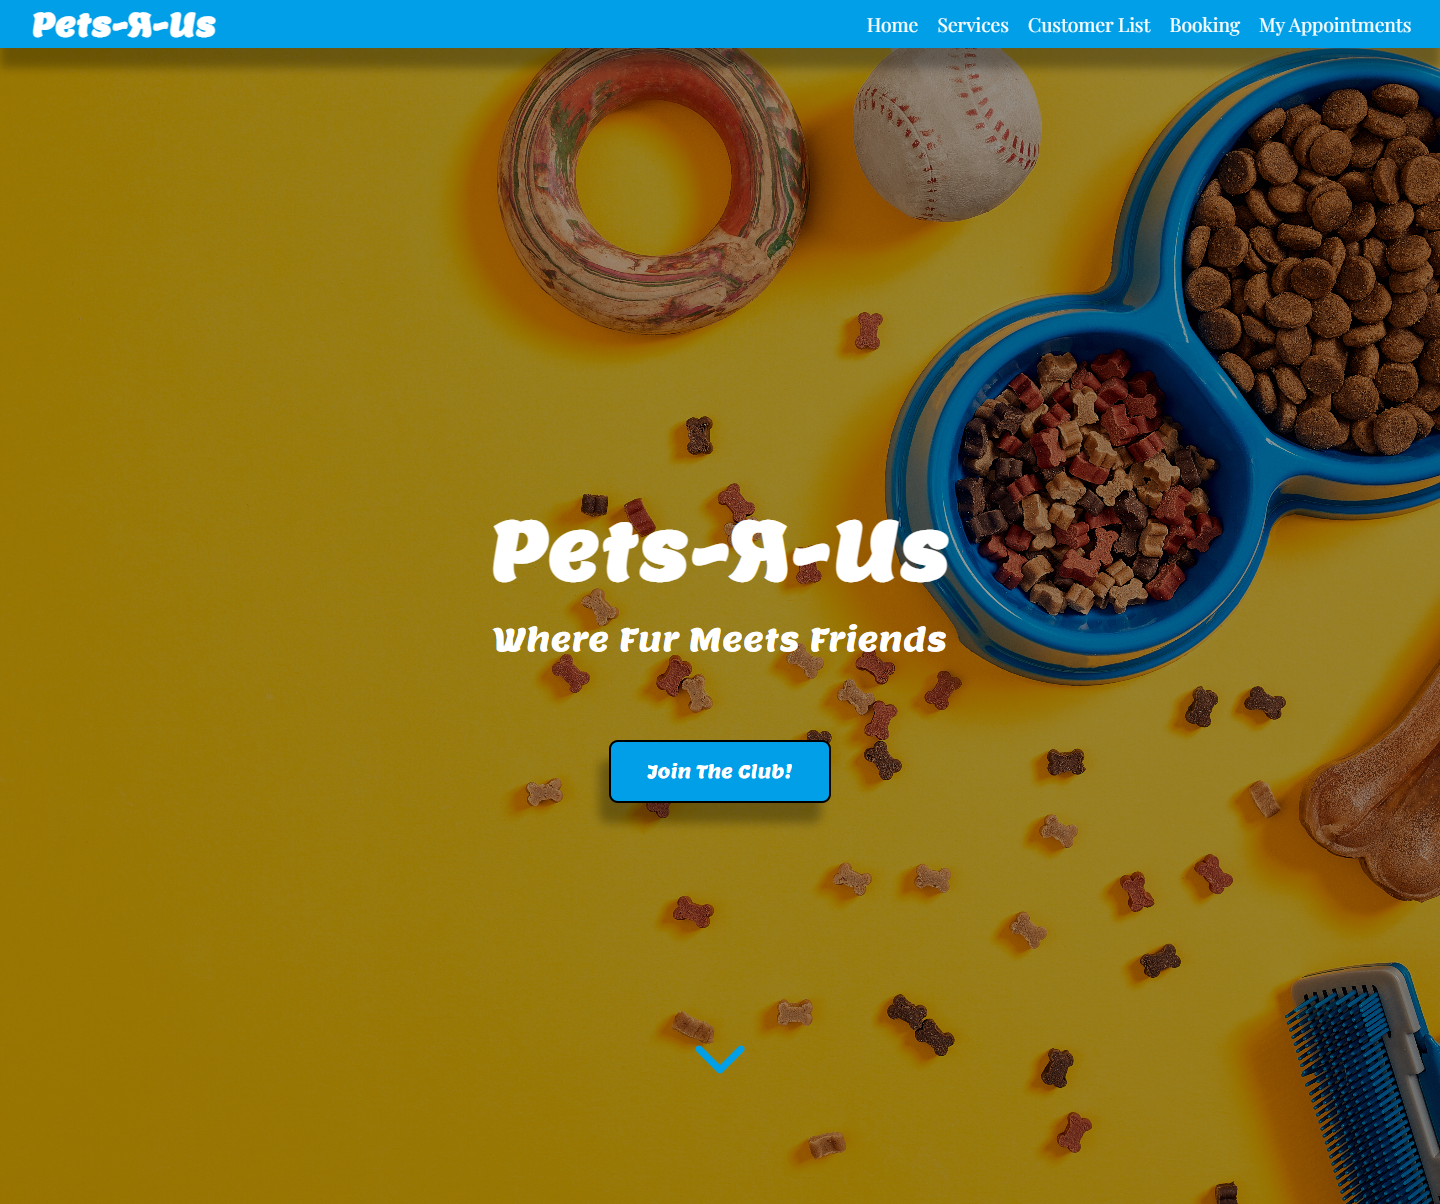 Pets-Я-Us
Home Services Customer List Booking My Appointments
Pets-Я-Us
Where Fur Meets Friends
Join The Club!